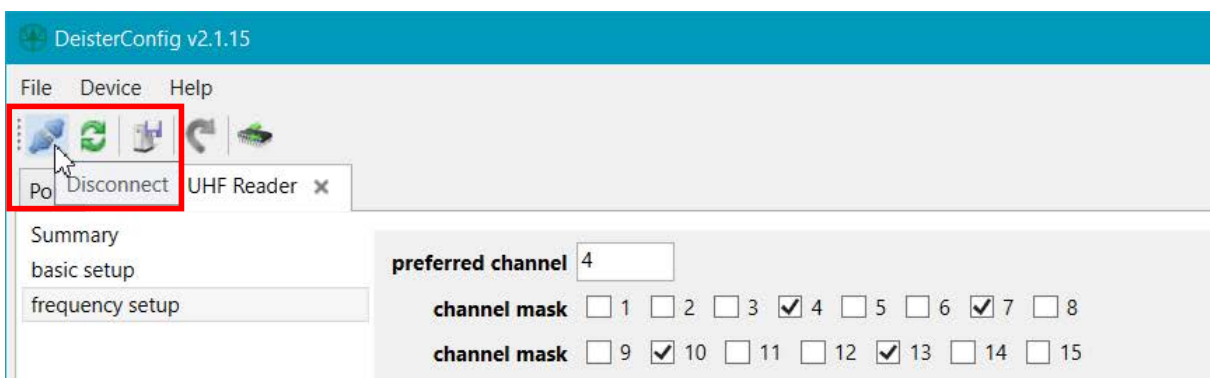 DeisterConfig v2.1.15
File Device Help
Disconnect
Po UHF Reader
Summary
basic setup
frequency setup
preferred channel 4
channel mask 1 2 3 4 5 6 7 8
channel mask 9 10 11 12 13 14 15